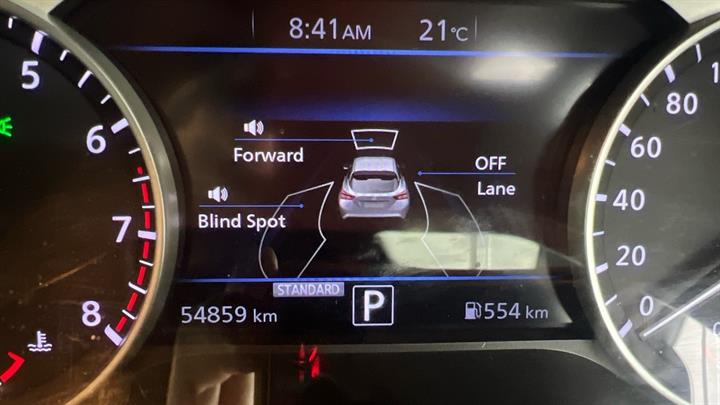 8:41AM 21°C
Forward
OFF
Lane
Blind Spot
STANDARD
54859 km P 554 km
5
6
7
8
80
60
40
20
0